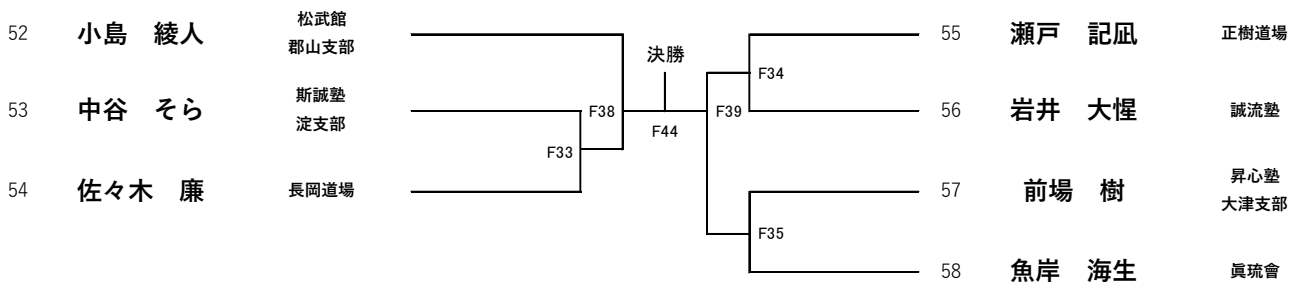 52 小島　綾人 松武館
郡山支部
53 中谷　そら 斯誠塾
淀支部
54 佐々木　廉 長岡道場
F33
F38
決勝
F44
F39
F34
F35
55 瀬戸　記凪 正樹道場
56 岩井　大惺 誠流塾
57 前場　樹 昇心塾
大津支部
58 魚岸　海生 眞琉會